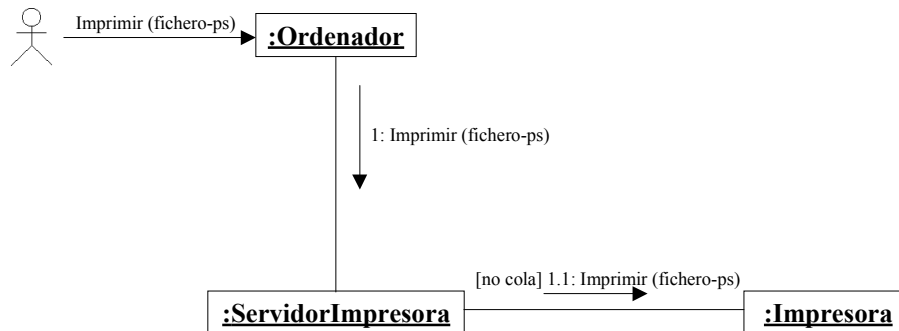 Imprimir (fichero-ps)
:Ordenador
1: Imprimir (fichero-ps)
[no cola] 1.1: Imprimir (fichero-ps)
:ServidorImpresora
:Impresora